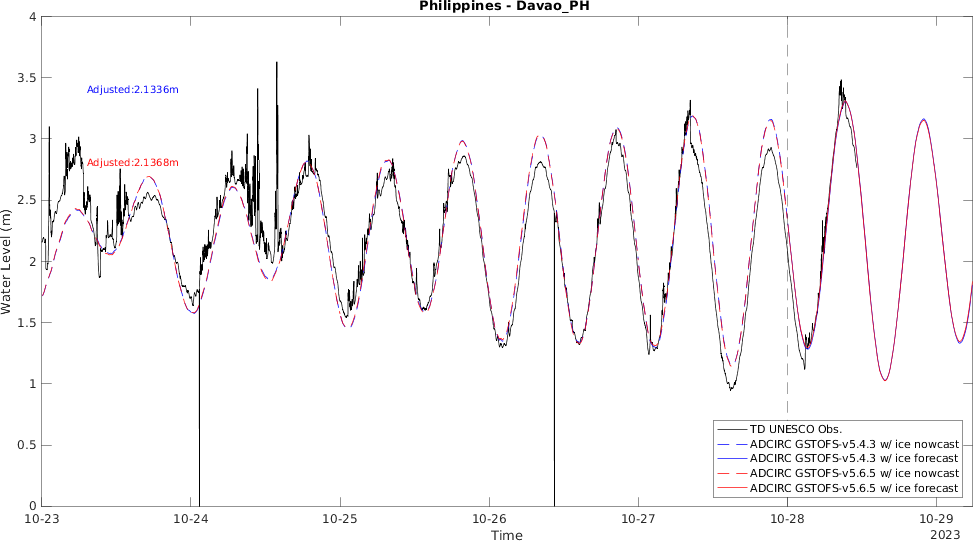 Philippines - Davao_PH
4
3.5
3
2.5
2
1.5
1
0.5
0
Water Level (m)
Adjusted:2.1336m
Adjusted:2.1368m
TD UNESCO Obs.
ADCIRC GSTOFS-v5.4.3 w/ ice nowcast
ADCIRC GSTOFS-v5.4.3 w/ ice forecast
ADCIRC GSTOFS-v5.6.5 w/ ice nowcast
ADCIRC GSTOFS-v5.6.5 w/ ice forecast
10-23 10-24 10-25 10-26 10-27 10-28 10-29
Time
2023